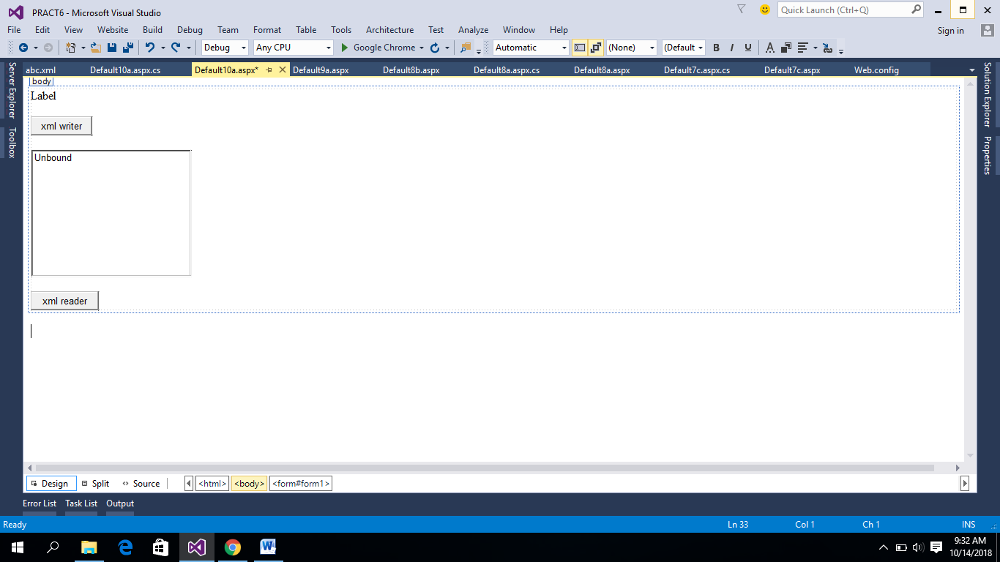 PRACT6 - Microsoft Visual Studio
Quick Launch (Ctrl+Q)
File Edit View Website Build Debug Team Format Table Tools Architecture Test Analyze Window Help
Sign in
Debug Any CPU Google Chrome Automatic (None) (Default B I U A
abc.xml Default10a.aspx.cs Default10a.aspx* Default9a.aspx Default8b.aspx Default8a.aspx.cs Default8a.aspx Default7c.aspx.cs Default7c.aspx Web.config
Server Explorer
Toolbox
Solution Explorer
Properties
body
Label
xml writer
Unbound
xml reader
Design Split Source <html> <body> <form#form1>
Error List Task List Output
Ready Ln 33 Col 1 Ch 1 INS
9:32 AM
10/14/2018